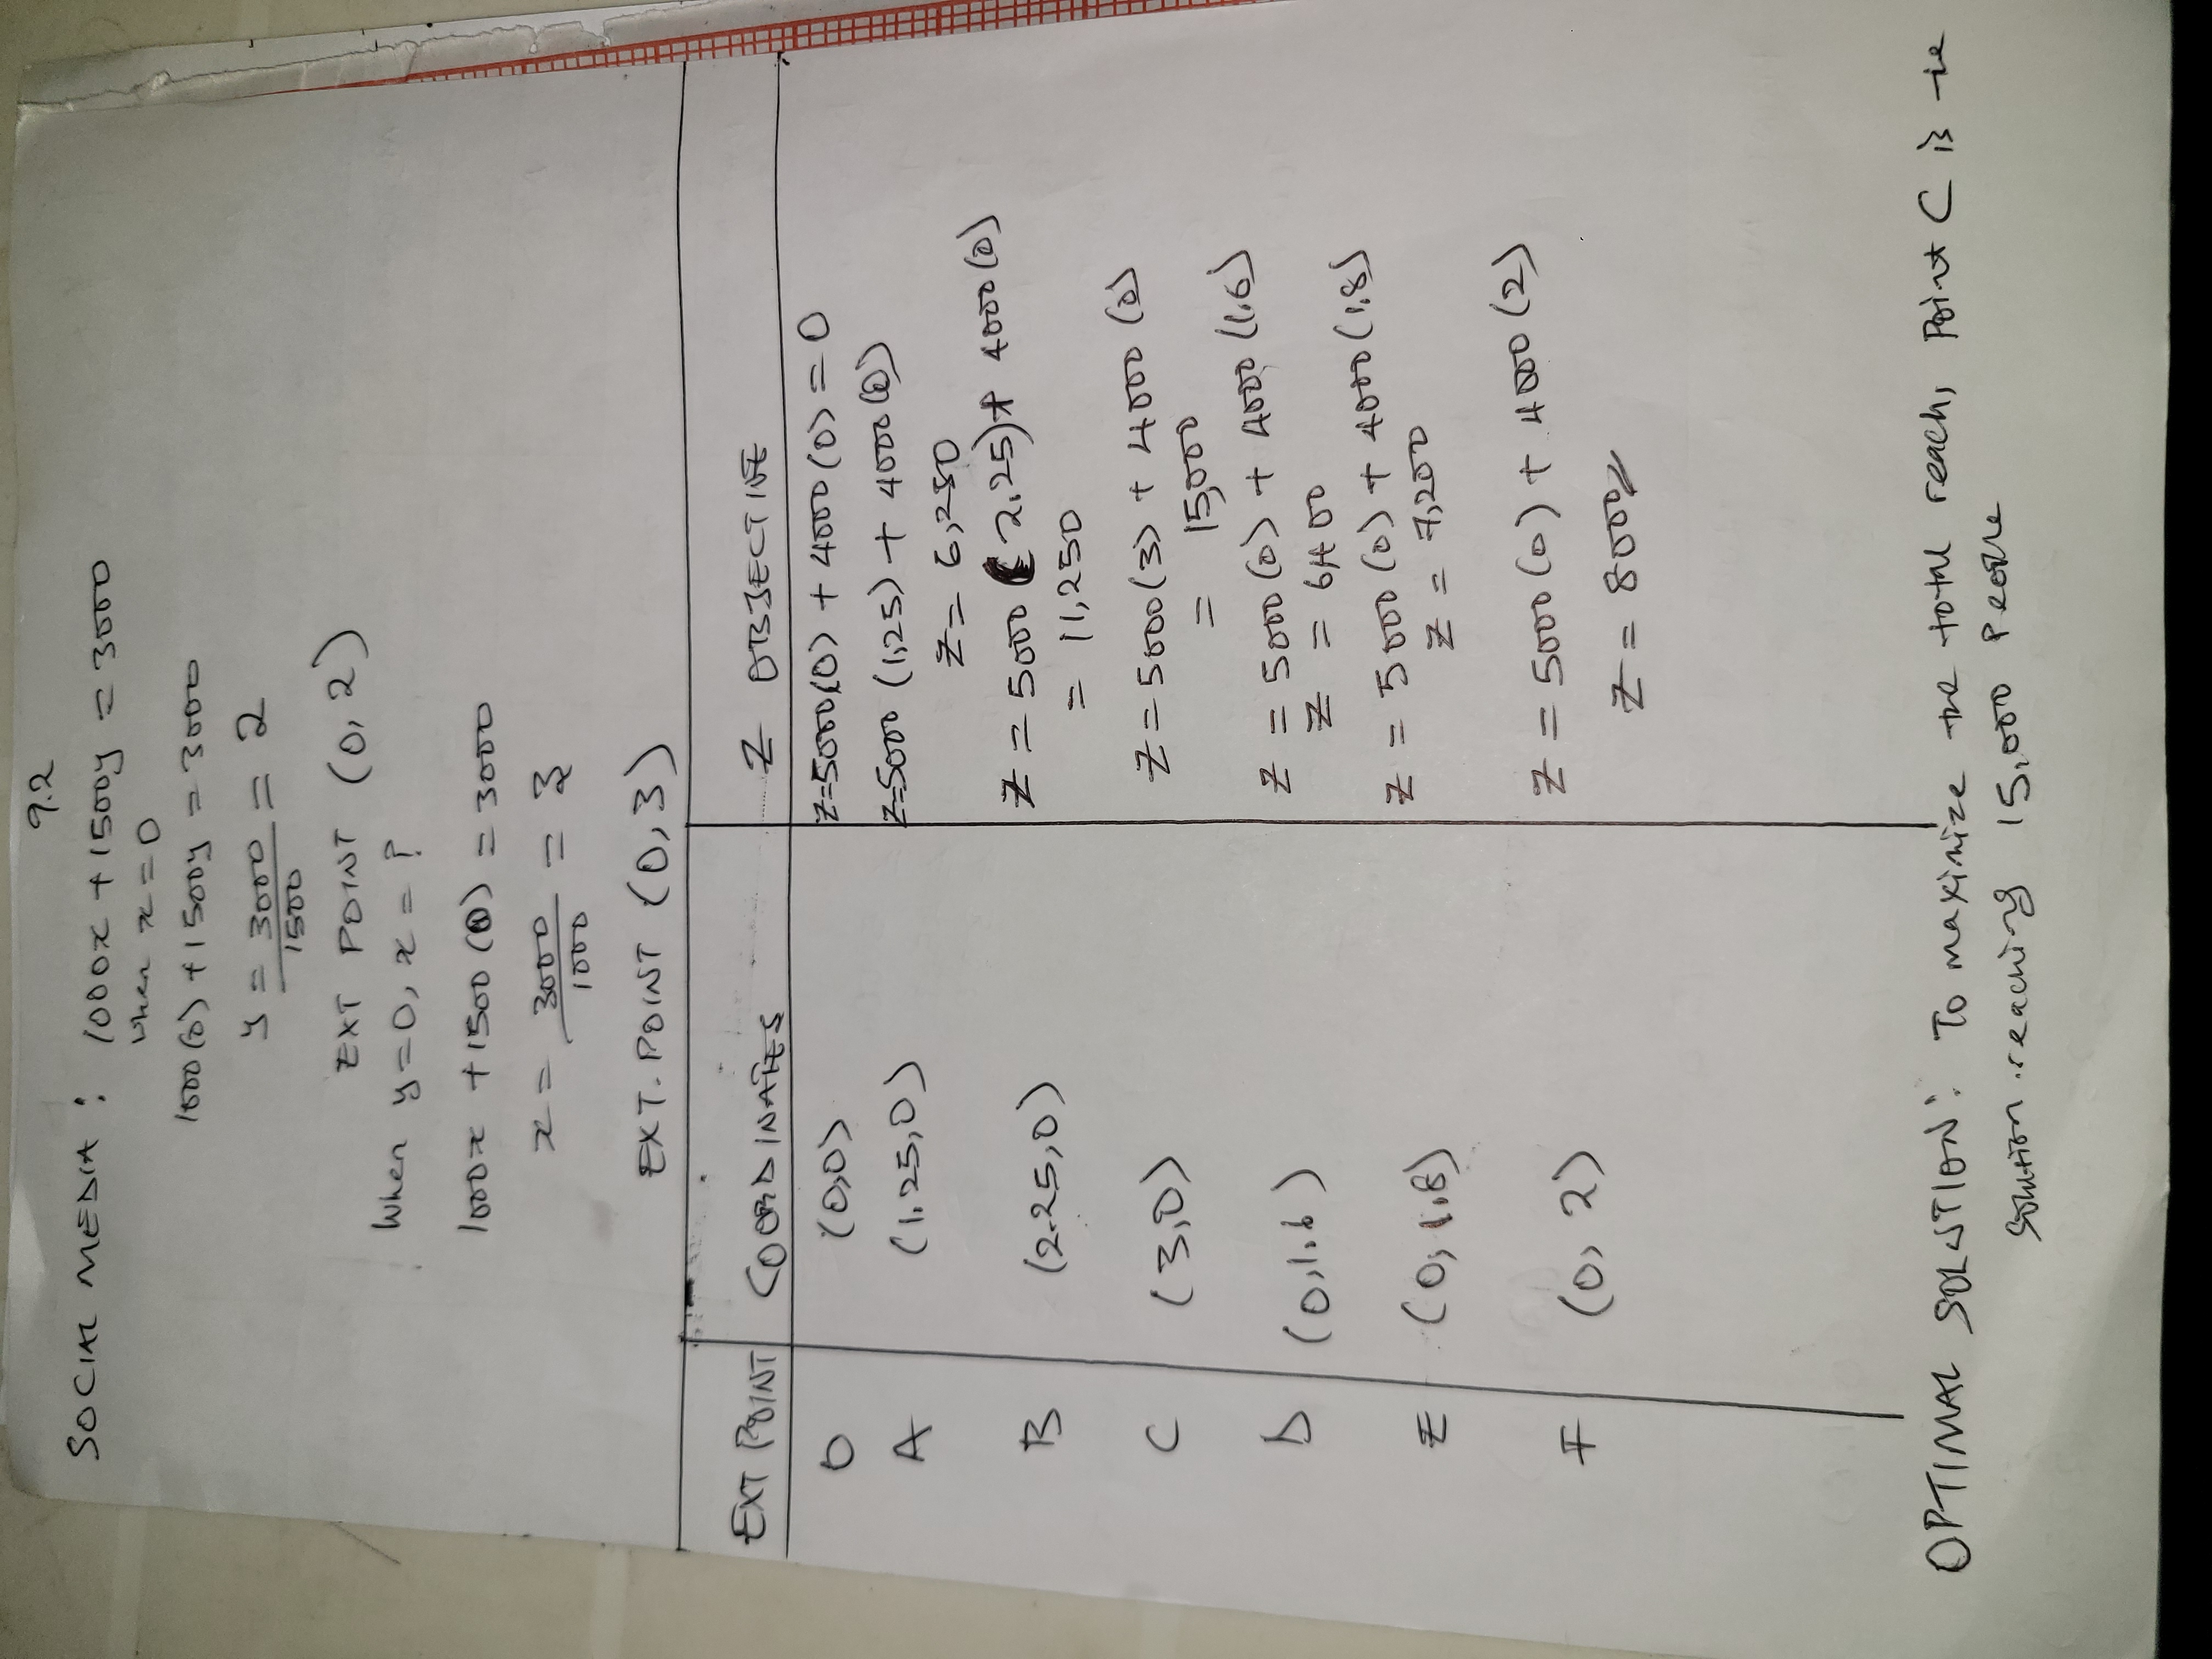 9.2
SOCIAL MEDIA : 1000x + 1500y = 3000
When x = 0
1000(0) + 1500y = 3000
y = 3000 = 2
1500
EXT POINT (0, 2)
When y=0, x = ?
1000x + 1500(0) = 3000
x = 3000 = 3
1000
EXT. POINT (0,3)
EXT POINT COORDINATES Z OBJECTIVE
O (0,0) Z=5000(0) + 4000(0) = 0
A (1.25,0) Z=5000 (1,25) + 4000(0)
Z = 6,250
B (2.25,0) Z = 5000 (2.25) + 4000(0)
= 11,250
C (3,0) Z = 5000(3) + 4000(0)
= 15,000
D (0,1.6) Z = 5000(0) + 4000(1.6)
Z = 6400
E (0, 1.8) Z = 5000(0) + 4000(1.8)
Z = 7,200
F (0, 2) Z = 5000(0) + 4000(2)
Z = 8000
OPTIMAL SOLUTION: To maximize the total reach, Point C is the
solution reaching 15,000 People